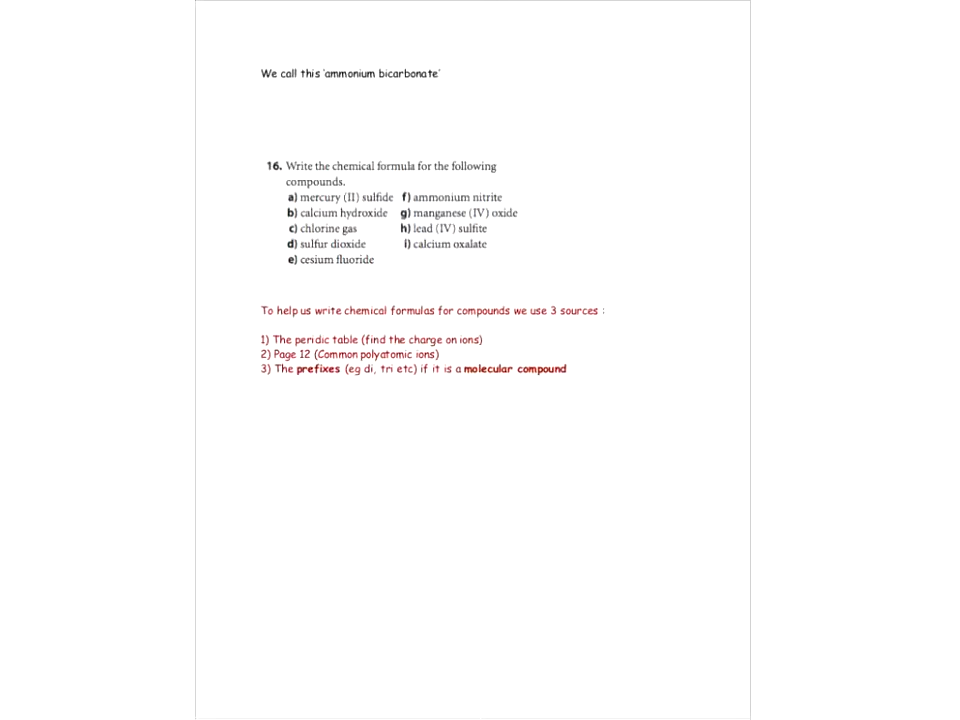 We call this 'ammonium bicarbonate'
16. Write the chemical formula for the following
compounds.
a) mercury (II) sulfide f) ammonium nitrite
b) calcium hydroxide g) manganese (IV) oxide
c) chlorine gas h) lead (IV) sulfite
d) sulfur dioxide i) calcium oxalate
e) cesium fluoride
To help us write chemical formulas for compounds we use 3 sources :
1) The peridic table (find the charge on ions)
2) Page 12 (Common polyatomic ions)
3) The prefixes (eg di, tri etc) if it is a molecular compound